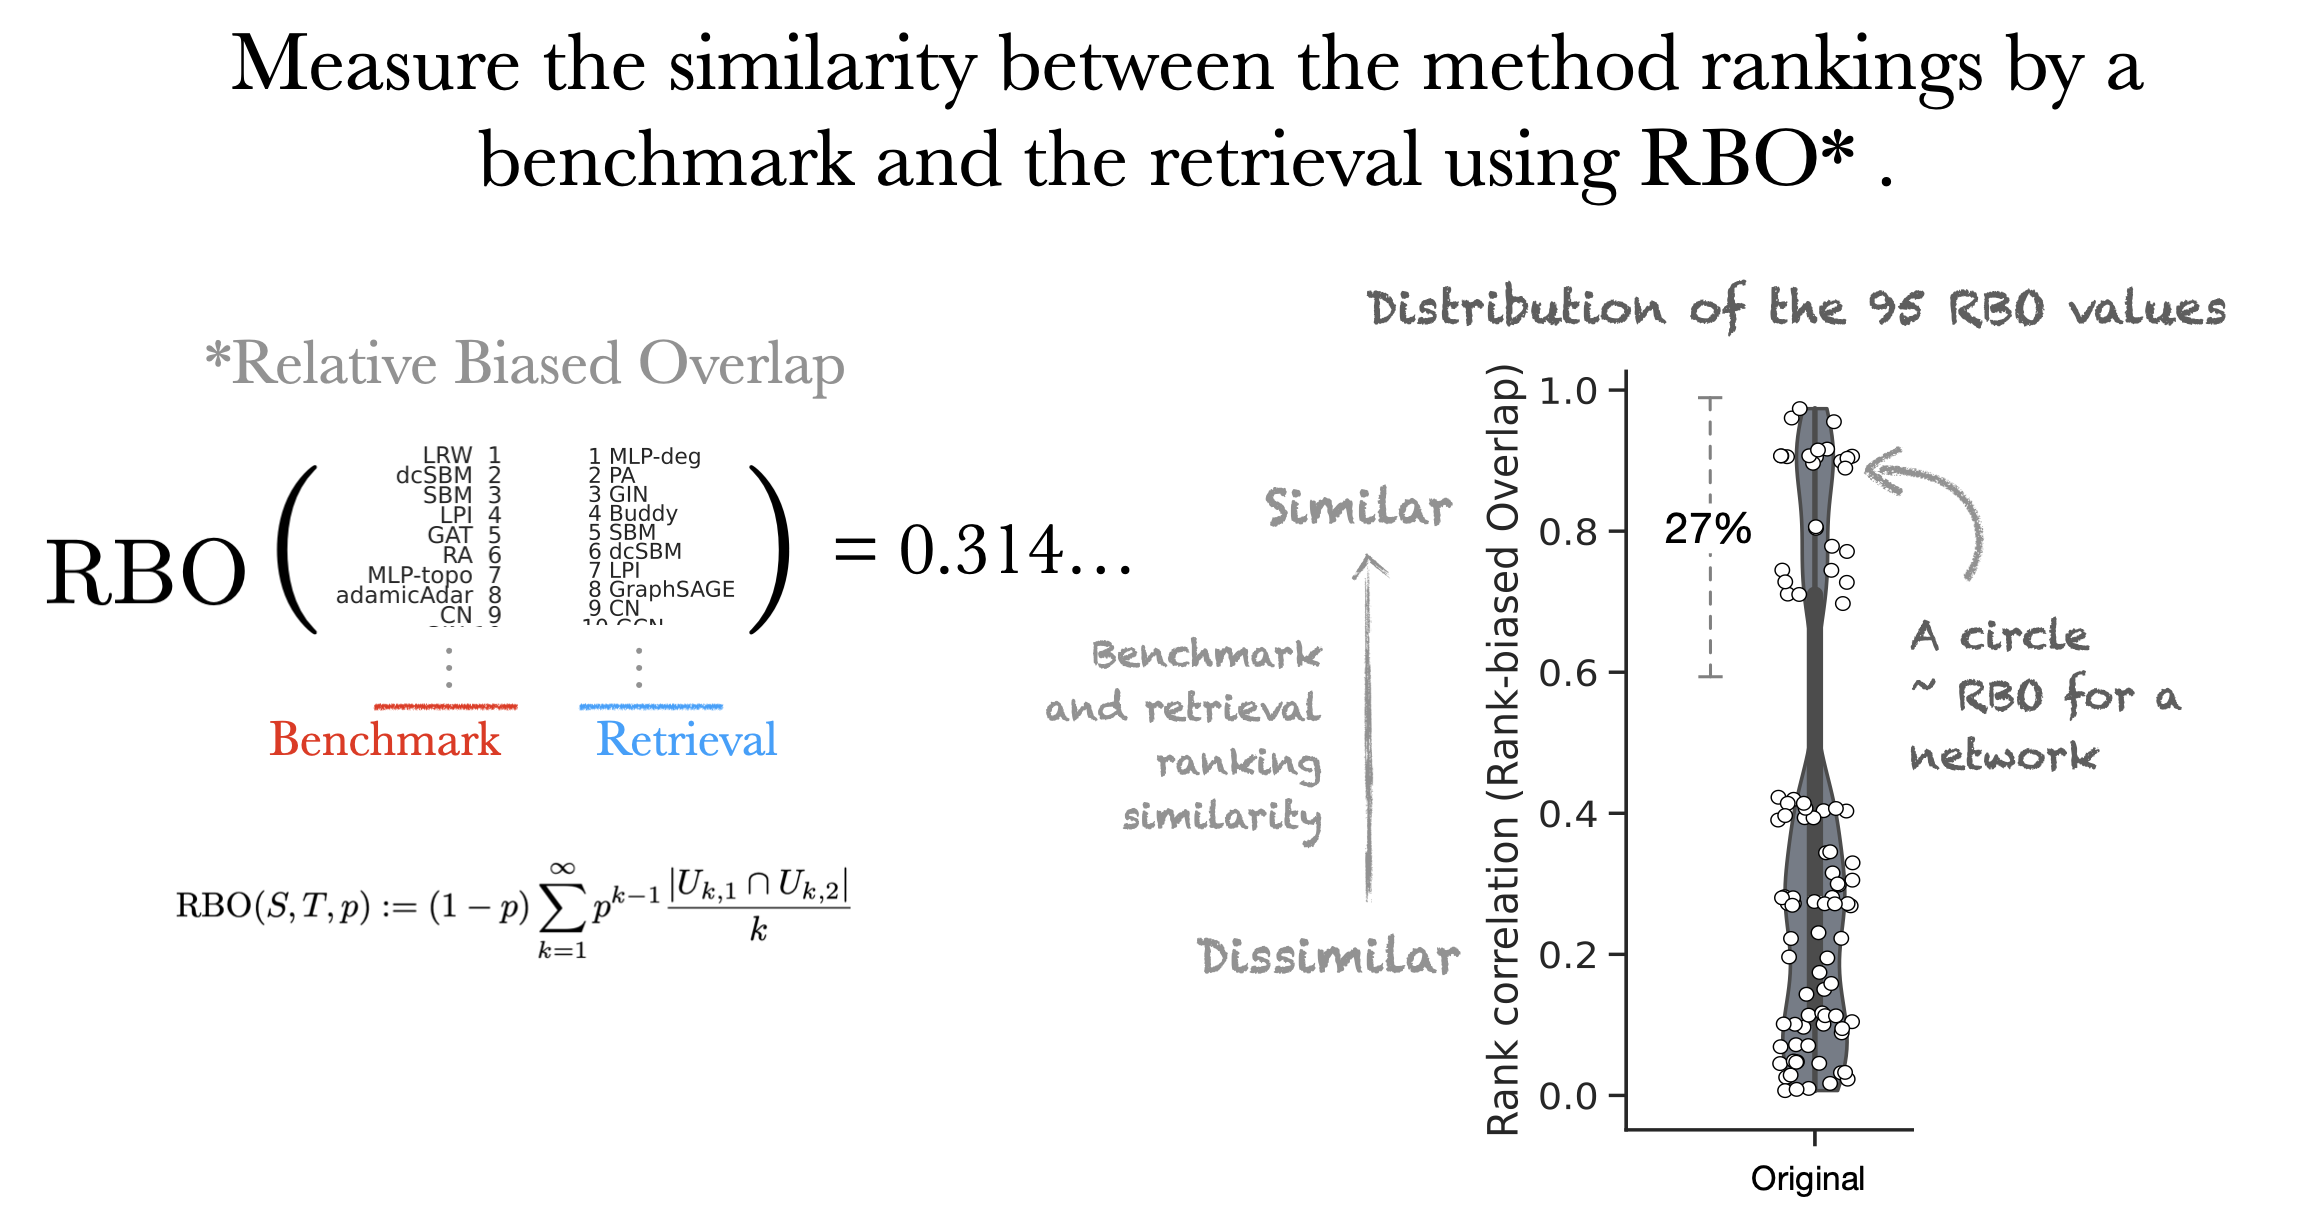 Measure the similarity between the method rankings by a
benchmark and the retrieval using RBO* .
*Relative Biased Overlap
RBO
(
LRW 1
dcSBM 2
SBM 3
LPI 4
GAT 5
RA 6
MLP-topo 7
adamicAdar 8
CN 9
1 MLP-deg
2 PA
3 GIN
4 Buddy
5 SBM
6 dcSBM
7 LPI
8 GraphSAGE
9 CN
10 GCN
)
= 0.314...
Benchmark
Retrieval
RBO(S, T, p) := (1 − p) ∑_{k=1}^{∞} p^{k−1} |U_{k,1} ∩ U_{k,2}| / k
Similar
Benchmark
and retrieval
ranking
similarity
Dissimilar
Distribution of the 95 RBO values
Rank correlation (Rank-biased Overlap)
1.0
0.8
0.6
0.4
0.2
0.0
27%
A circle
~ RBO for a
network
Original